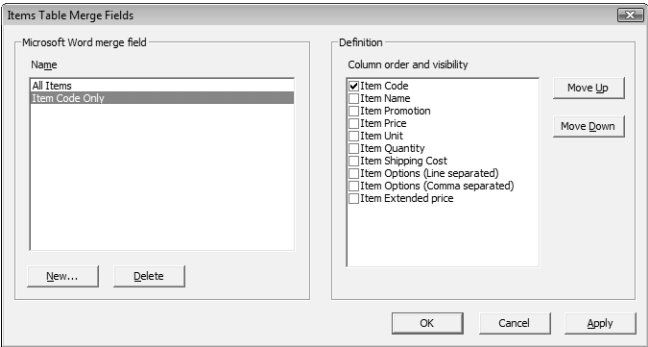 Items Table Merge Fields
Microsoft Word merge field
Name
All Items
Item Code Only
New...
Delete
Definition
Column order and visibility
Item Code
Item Name
Item Promotion
Item Price
Item Unit
Item Quantity
Item Shipping Cost
Item Options (Line separated)
Item Options (Comma separated)
Item Extended price
Move Up
Move Down
OK
Cancel
Apply